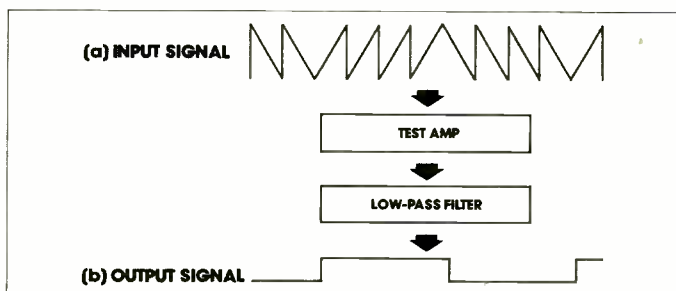 (a) INPUT SIGNAL
TEST AMP
LOW-PASS FILTER
(b) OUTPUT SIGNAL